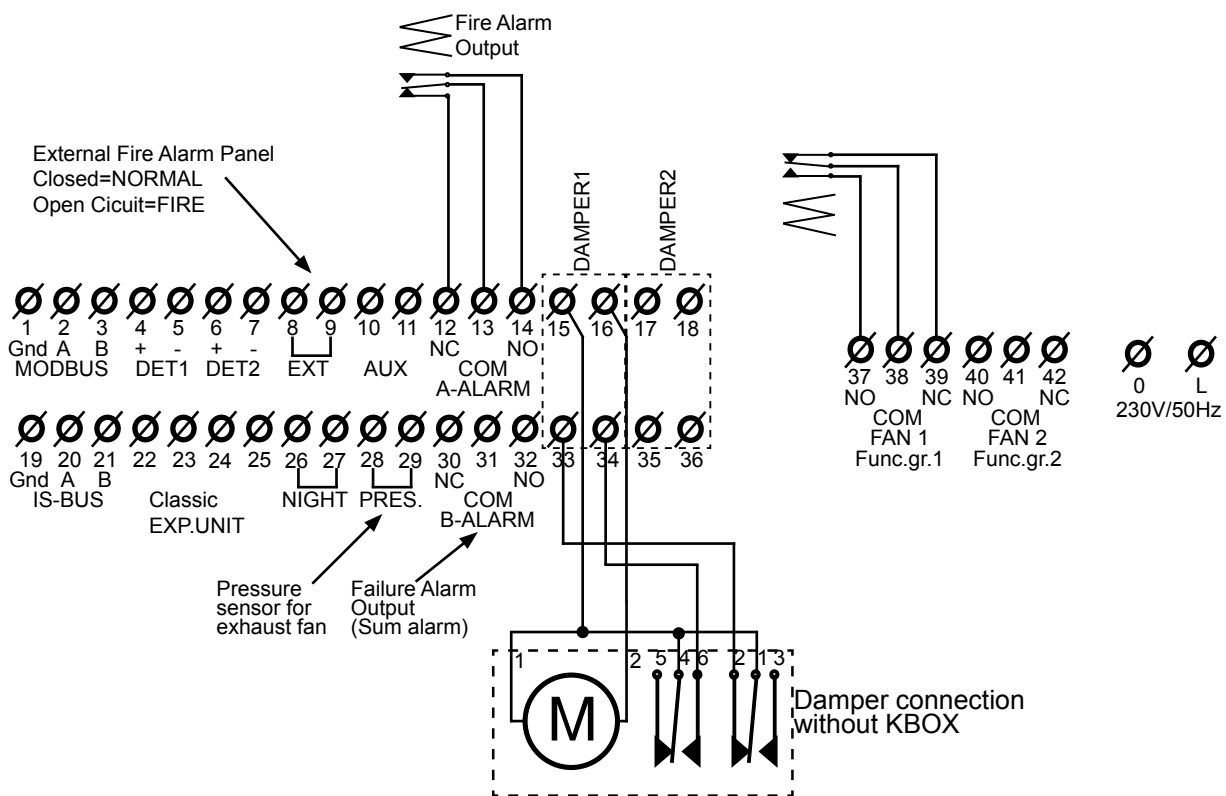 Fire Alarm
Output
External Fire Alarm Panel
Closed=NORMAL
Open Cicuit=FIRE
DAMPER1
DAMPER2
1 2 3 4 5 6 7 8 9 10 11 12 13 14 15 16 17 18
Gnd A B + - + - NC NO
MODBUS DET1 DET2 EXT AUX COM
A-ALARM
37 38 39 40 41 42
NO NC NO NC
COM COM
FAN 1 FAN 2
Func.gr.1 Func.gr.2
0 L
230V/50Hz
19 20 21 22 23 24 25 26 27 28 29 30 31 32 33 34 35 36
Gnd A B NC NO
IS-BUS Classic NIGHT PRES. COM
EXP.UNIT B-ALARM
Pressure
sensor for
exhaust fan
Failure Alarm
Output
(Sum alarm)
1 2 5 4 6 2 1 3
M
Damper connection
without KBOX